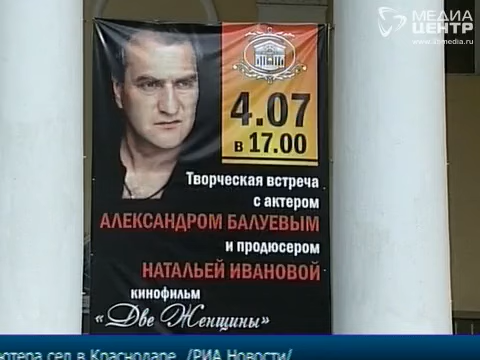 МЕДИА
ЦЕНТР
4.07
в 17.00
Творческая встреча
с актером
АЛЕКСАНДРОМ БАЛУЕВЫМ
и продюсером
НАТАЛЬЕЙ ИВАНОВОЙ
кинофильм
«Две Женщины»
ютера сел в Краснодаре. /РИА Новости/